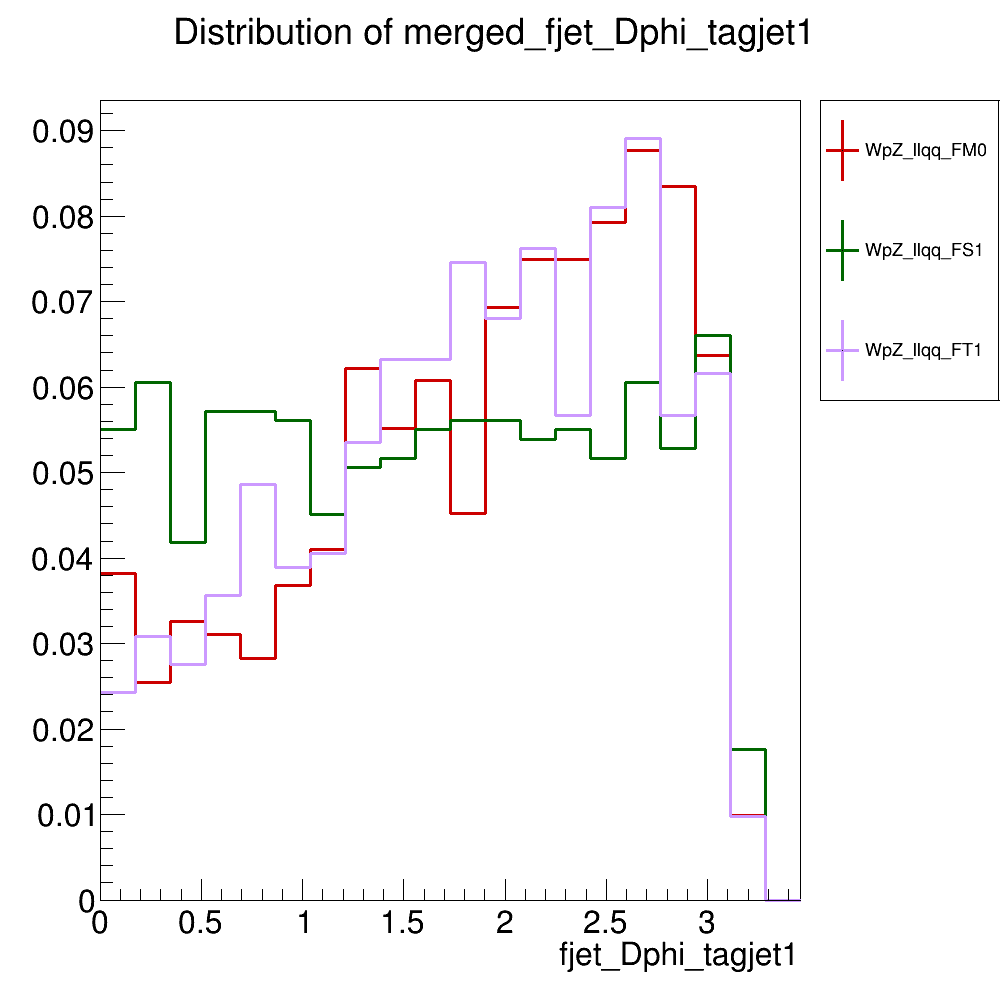 Distribution of merged_fjet_Dphi_tagjet1
0.09
0.08
0.07
0.06
0.05
0.04
0.03
0.02
0.01
0
0 0.5 1 1.5 2 2.5 3
fjet_Dphi_tagjet1
WpZ_llqq_FM0
WpZ_llqq_FS1
WpZ_llqq_FT1